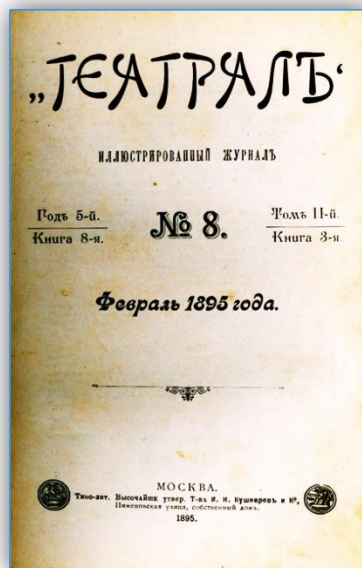 „ТЕАТРАЛЪ“
ИЛЛЮСТРИРОВАННЫЙ ЖУРНАЛЪ
Годъ 5-й.
Книга 8-я.
№ 8.
Томъ II-й.
Книга 3-я
Февраль 1895 года.
МОСКВА.
Типо-лит. Высочайше утвер. Т-ва И. Н. Кушнеревъ и Ко,
Пименовская улица, собственный домъ.
1895.